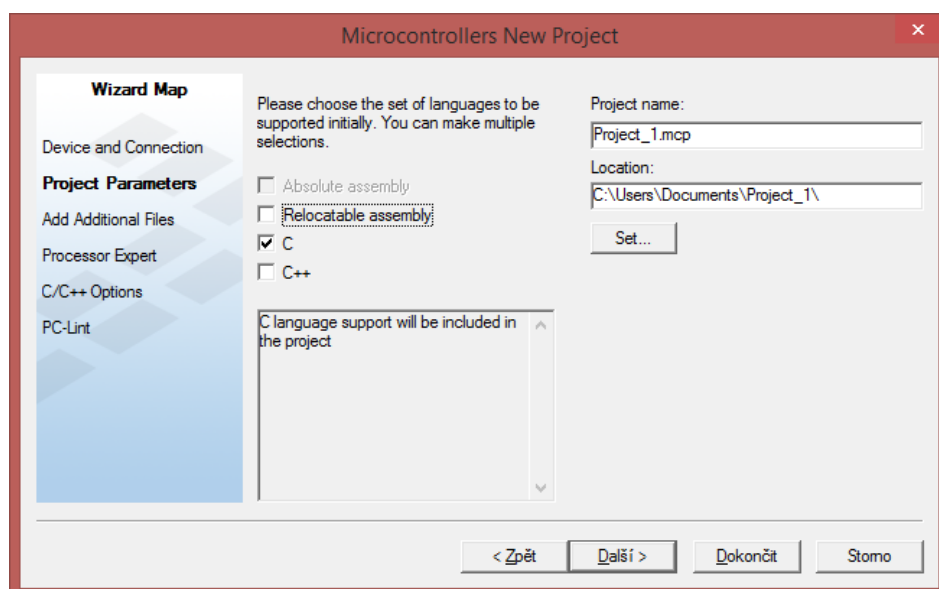 Microcontrollers New Project
Wizard Map
Device and Connection
Project Parameters
Add Additional Files
Processor Expert
C/C++ Options
PC-Lint
Please choose the set of languages to be
supported initially. You can make multiple
selections.
Absolute assembly
Relocatable assembly
C
C++
C language support will be included in
the project
Project name:
Project_1.mcp
Location:
C:\Users\Documents\Project_1\
Set...
< Zpět
Další >
Dokončit
Storno